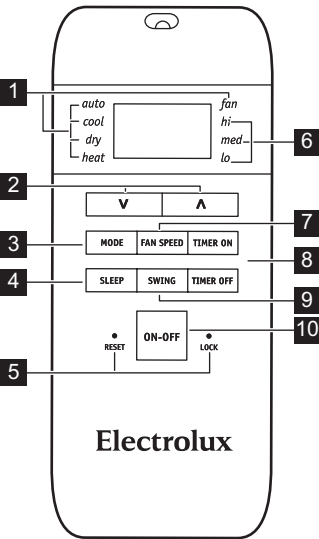 1
auto fan
cool hi
dry med
heat lo
6
2
∨ ∧
7
3
MODE FAN SPEED TIMER ON
8
4
SLEEP SWING TIMER OFF
9
10
ON-OFF
RESET LOCK
5
Electrolux